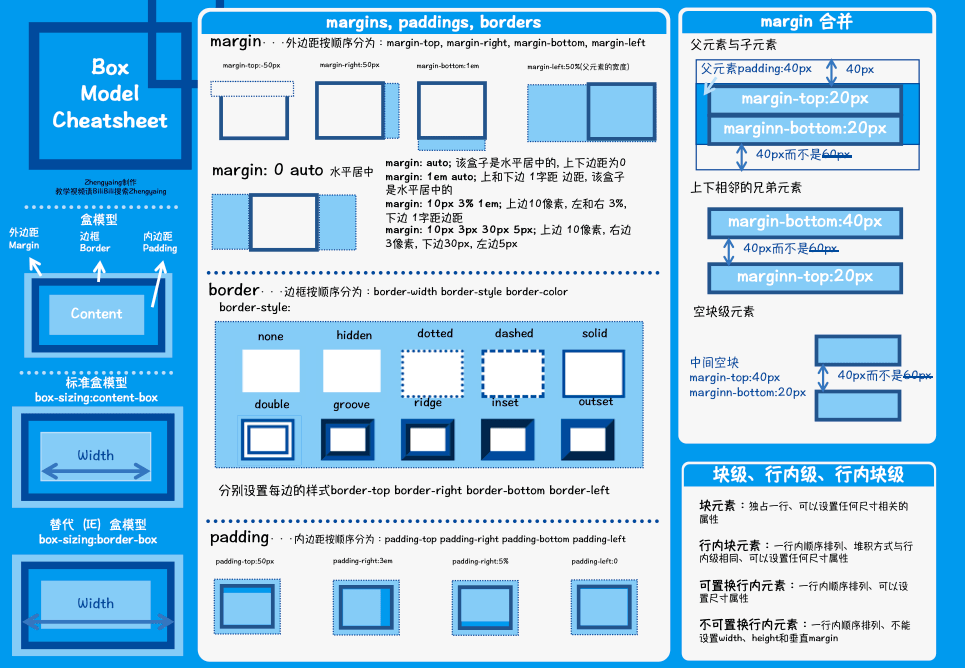 Box
Model
Cheatsheet
Zhengyaing制作
教学视频请BiliBili搜索Zhengyaing
盒模型
外边距
Margin
边框
Border
内边距
Padding
Content
标准盒模型
box-sizing:content-box
Width
替代（IE）盒模型
box-sizing:border-box
Width
margins, paddings, borders
margin···外边距按顺序分为：margin-top, margin-right, margin-bottom, margin-left
margin-top:-50px
margin-right:50px
margin-bottom:1em
margin-left:50%(父元素的宽度)
margin: 0 auto 水平居中
margin: auto; 该盒子是水平居中的, 上下边距为0
margin: 1em auto; 上和下边 1字距 边距, 该盒子
是水平居中的
margin: 10px 3% 1em; 上边10像素, 左和右 3%,
下边 1字距边距
margin: 10px 3px 30px 5px; 上边 10像素, 右边
3像素, 下边30px, 左边5px
border···边框按顺序分为：border-width border-style border-color
border-style:
none
hidden
dotted
dashed
solid
double
groove
ridge
inset
outset
分别设置每边的样式border-top border-right border-bottom border-left
padding···内边距按顺序分为：padding-top padding-right padding-bottom padding-left
padding-top:50px
padding-right:3em
padding-right:5%
padding-left:0
margin 合并
父元素与子元素
父元素padding:40px
40px
margin-top:20px
marginn-bottom:20px
40px而不是60px
上下相邻的兄弟元素
margin-bottom:40px
40px而不是60px
marginn-top:20px
空块级元素
中间空块
margin-top:40px
marginn-bottom:20px
40px而不是60px
块级、行内级、行内块级
块元素：独占一行、可以设置任何尺寸相关的
属性
行内块元素：一行内顺序排列、堆积方式与行
内级相同、可以设置任何尺寸属性
可置换行内元素：一行内顺序排列、可以设
置尺寸属性
不可置换行内元素：一行内顺序排列、不能
设置width、height和垂直margin